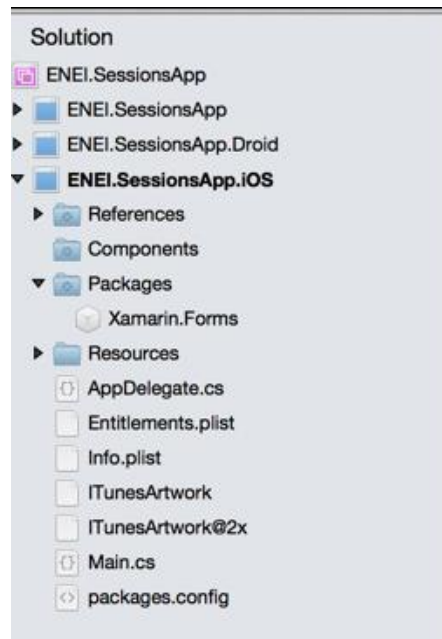 Solution
ENEI.SessionsApp
ENEI.SessionsApp
ENEI.SessionsApp.Droid
ENEI.SessionsApp.iOS
References
Components
Packages
Xamarin.Forms
Resources
AppDelegate.cs
Entitlements.plist
Info.plist
ITunesArtwork
ITunesArtwork@2x
Main.cs
packages.config